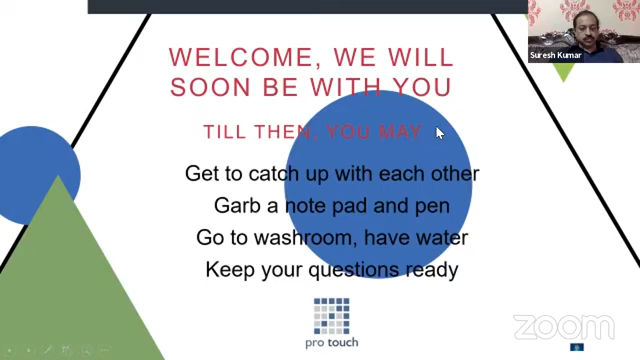 WELCOME, WE WILL
SOON BE WITH YOU
Suresh Kumar
TILL THEN, YOU MAY
Get to catch up with each other
Garb a note pad and pen
Go to washroom, have water
Keep your questions ready
pro touch
zoom